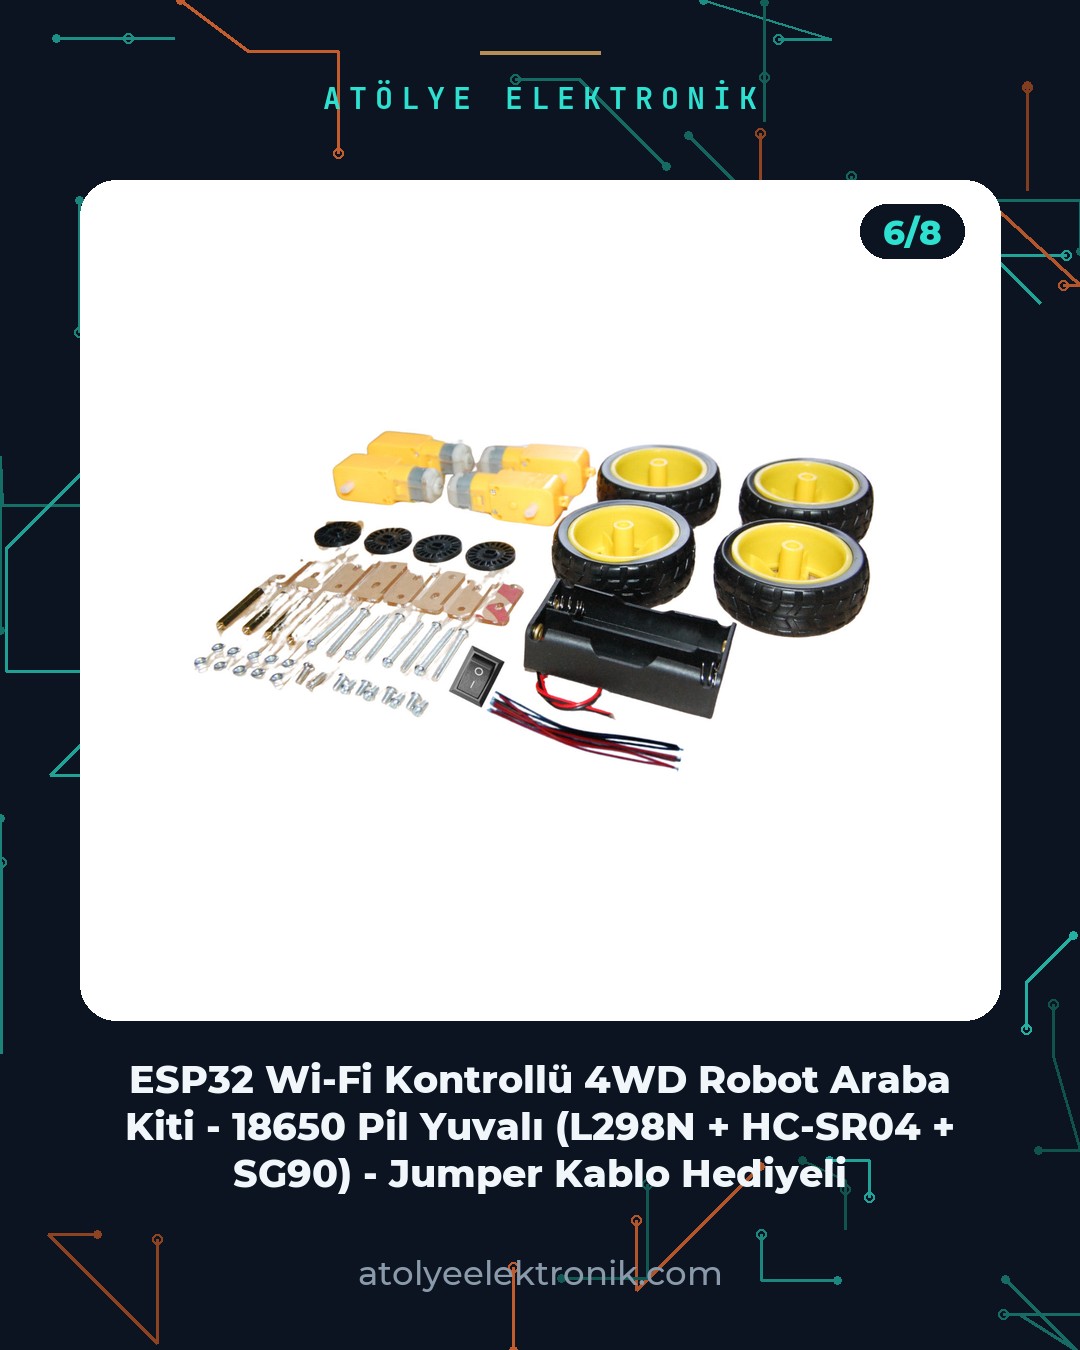 ATÖLYE ELEKTRONİK
6/8
ESP32 Wi-Fi Kontrollü 4WD Robot Araba
Kiti - 18650 Pil Yuvalı (L298N + HC-SR04 +
SG90) - Jumper Kablo Hediyeli
atolyeelektronik.com